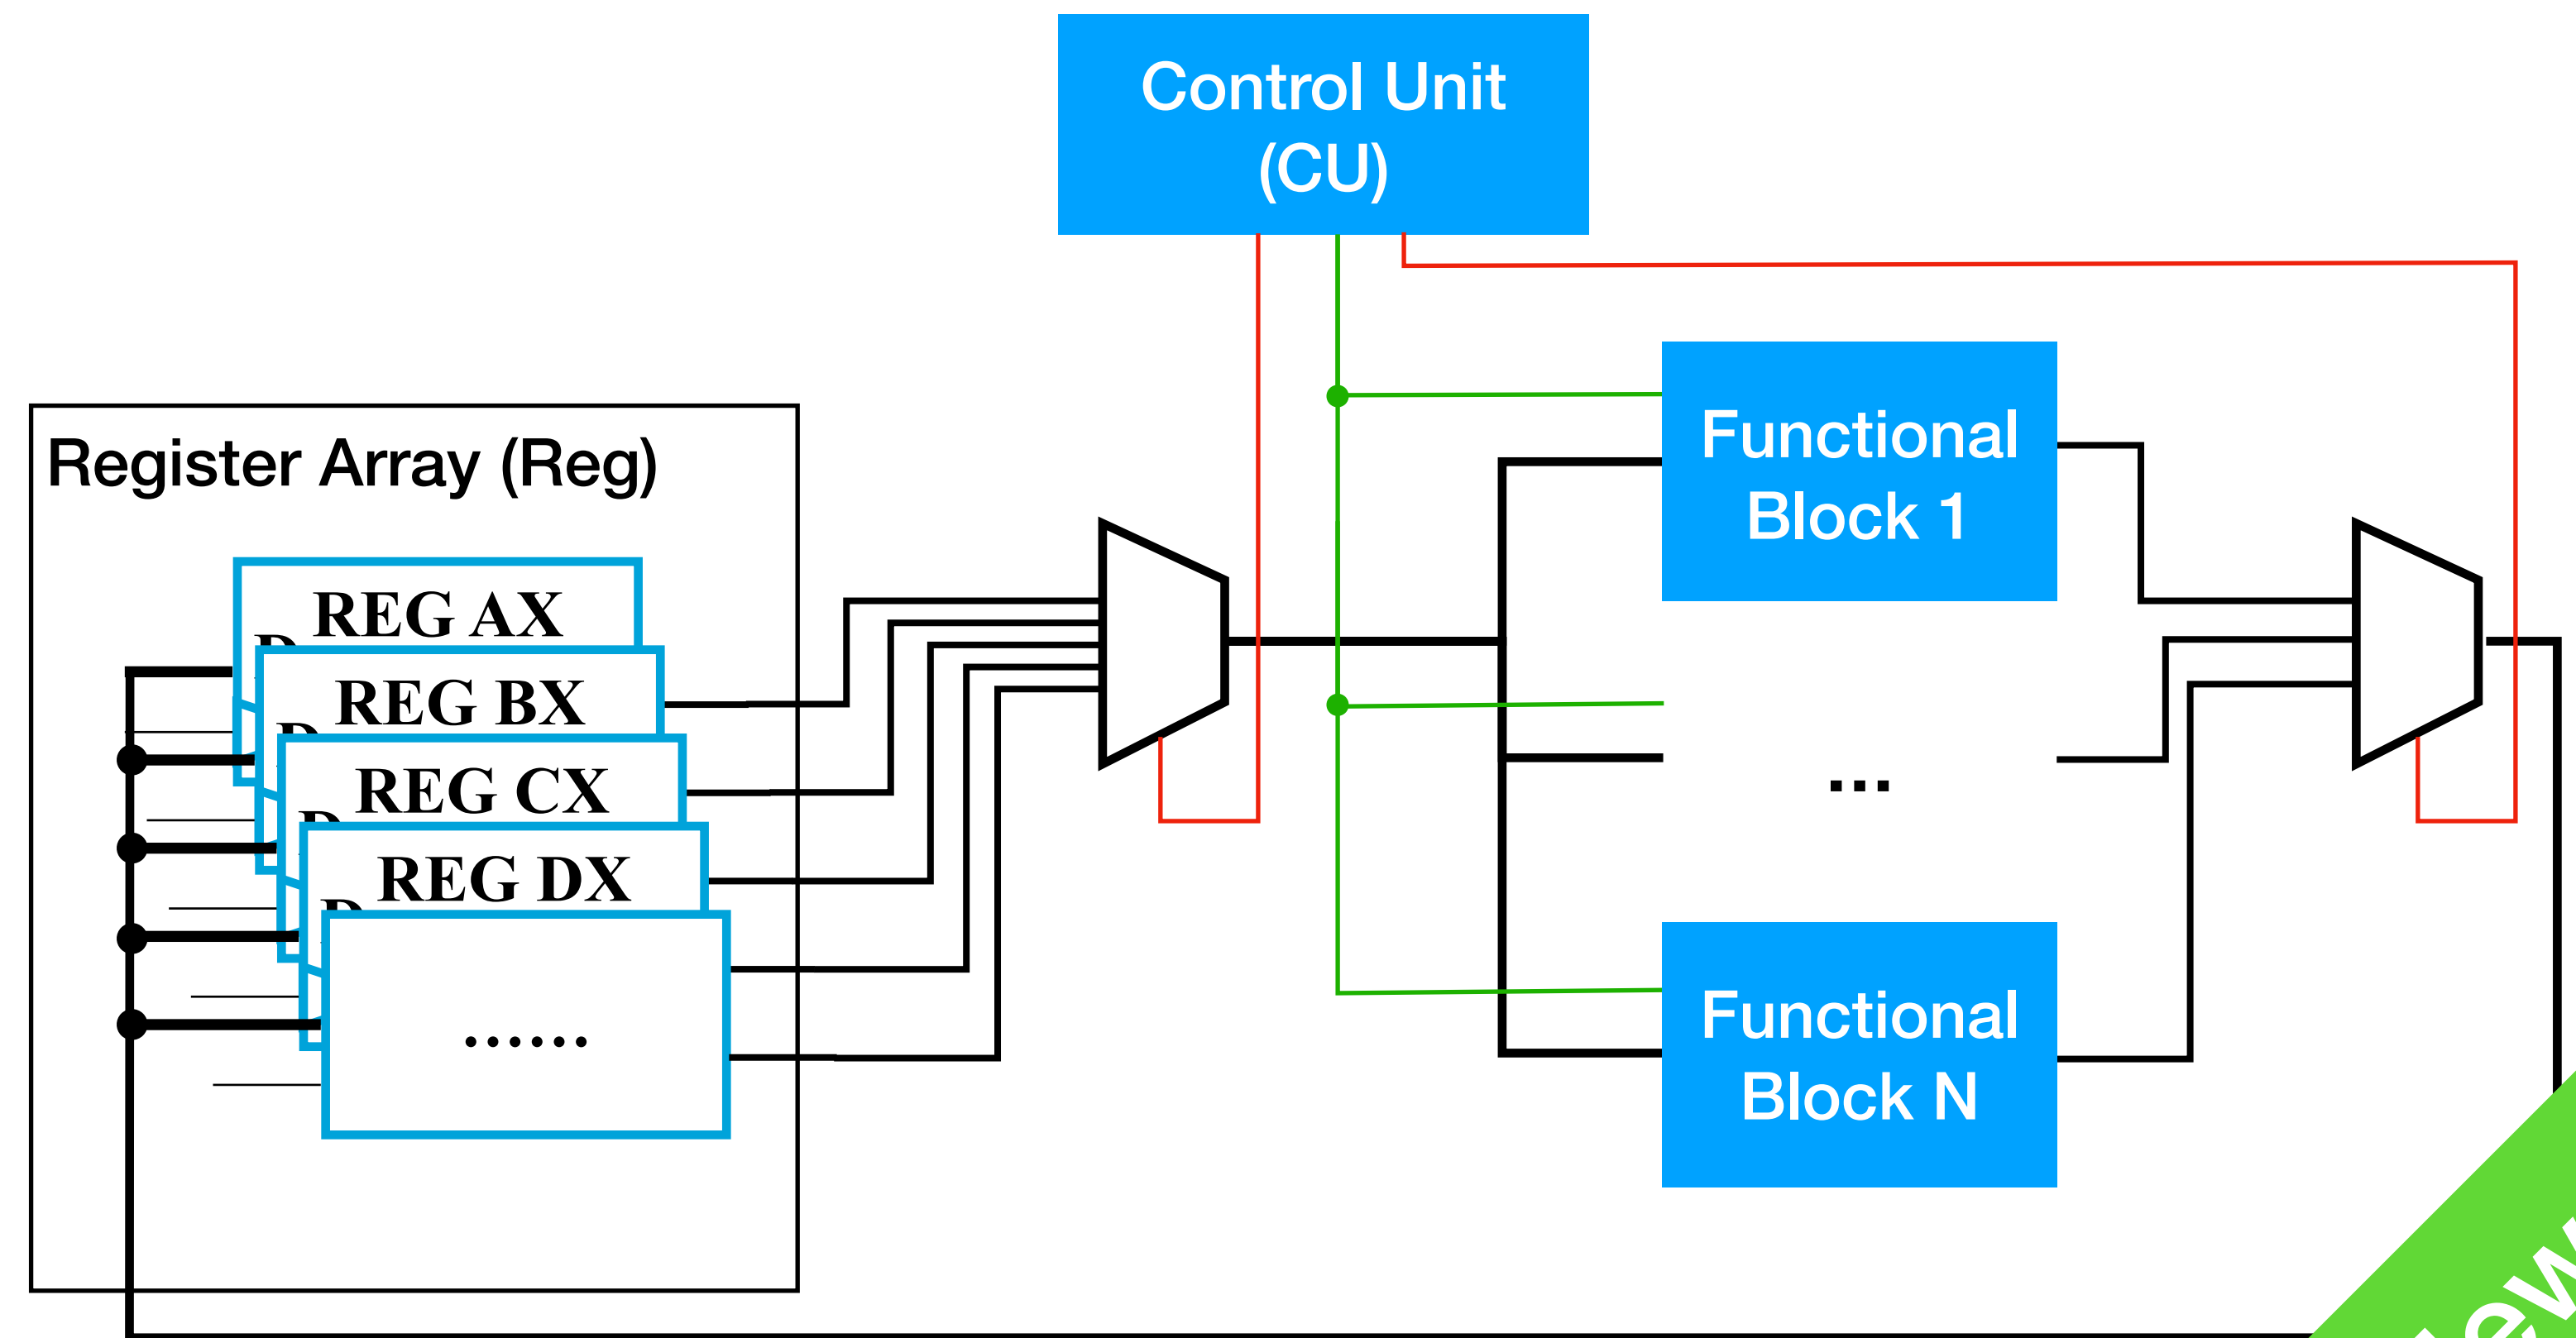 Control Unit
(CU)
Register Array (Reg)
REG AX
REG BX
REG CX
REG DX
......
Functional
Block 1
...
Functional
Block N